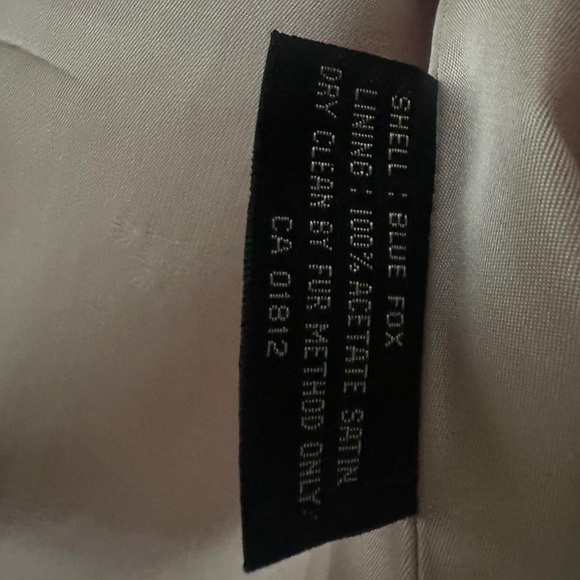 SHELL : BLUE FOX
LINING : 100% ACETATE SATIN
DRY CLEAN BY FUR METHOD ONLY.
CA 01812